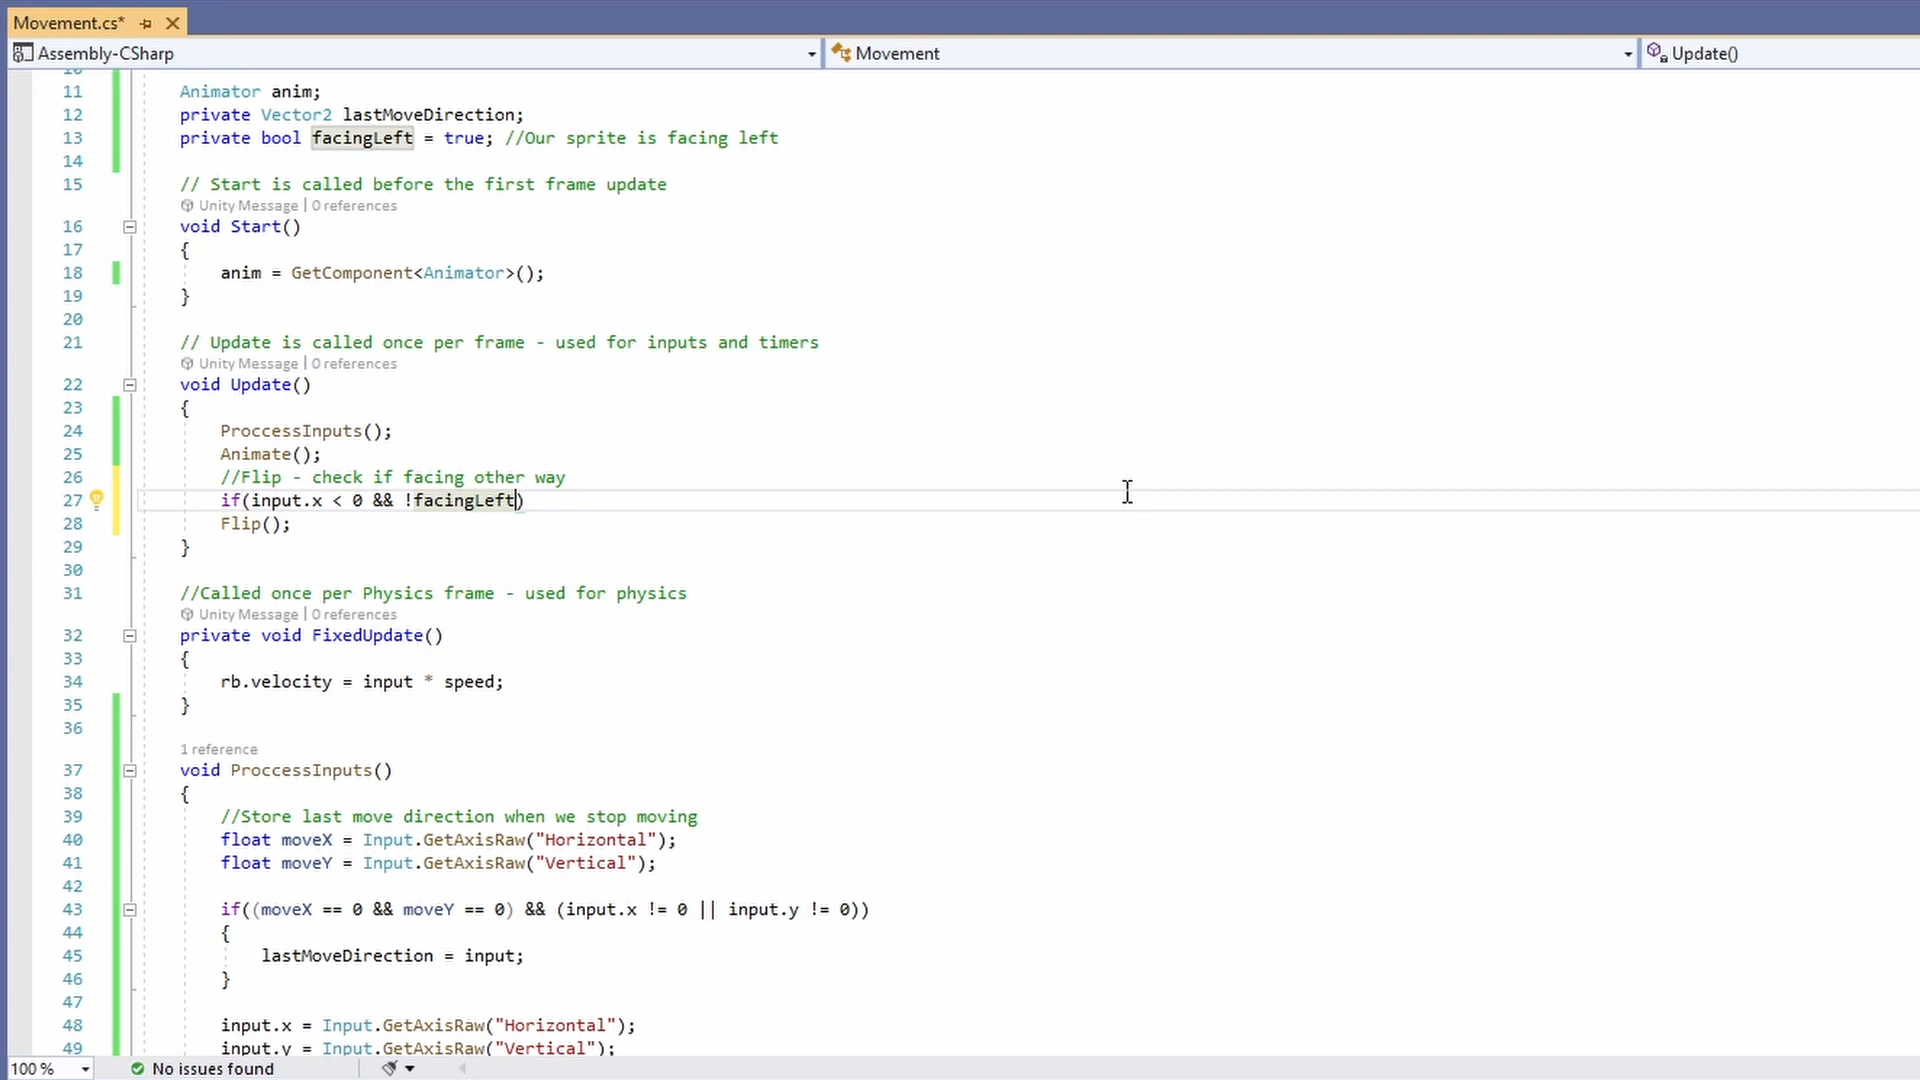 Movement.cs*
Assembly-CSharp Movement Update()
11 Animator anim;
12 private Vector2 lastMoveDirection;
13 private bool facingLeft = true; //Our sprite is facing left
14
15 // Start is called before the first frame update
Unity Message | 0 references
16 void Start()
17 {
18 anim = GetComponent<Animator>();
19 }
20
21 // Update is called once per frame - used for inputs and timers
Unity Message | 0 references
22 void Update()
23 {
24 ProccessInputs();
25 Animate();
26 //Flip - check if facing other way
27 if(input.x < 0 && !facingLeft)
28 Flip();
29 }
30
31 //Called once per Physics frame - used for physics
Unity Message | 0 references
32 private void FixedUpdate()
33 {
34 rb.velocity = input * speed;
35 }
36
1 reference
37 void ProccessInputs()
38 {
39 //Store last move direction when we stop moving
40 float moveX = Input.GetAxisRaw("Horizontal");
41 float moveY = Input.GetAxisRaw("Vertical");
42
43 if((moveX == 0 && moveY == 0) && (input.x != 0 || input.y != 0))
44 {
45 lastMoveDirection = input;
46 }
47
48 input.x = Input.GetAxisRaw("Horizontal");
49 input.y = Input.GetAxisRaw("Vertical");
100 % No issues found